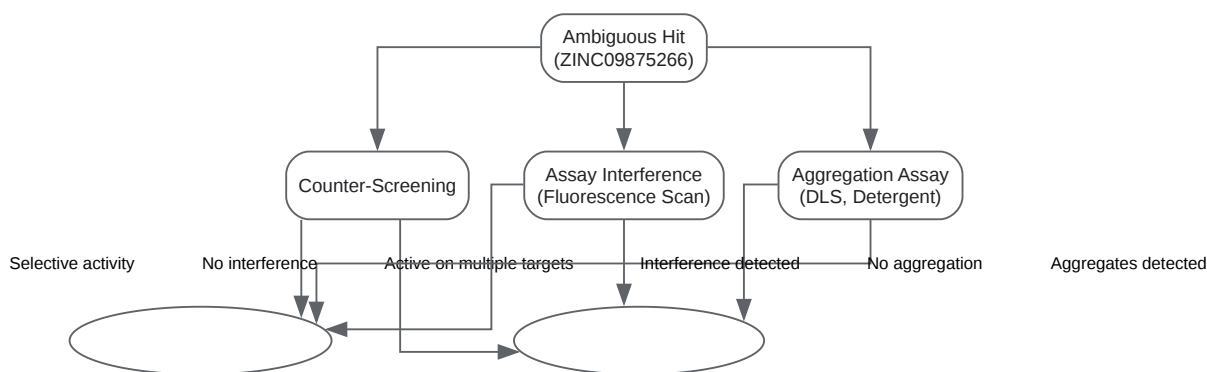 Ambiguous Hit
(ZINC09875266)
Counter-Screening
Assay Interference
(Fluorescence Scan)
Aggregation Assay
(DLS, Detergent)
Selective activity
No interference
Active on multiple targets
Interference detected
No aggregation
Aggregates detected